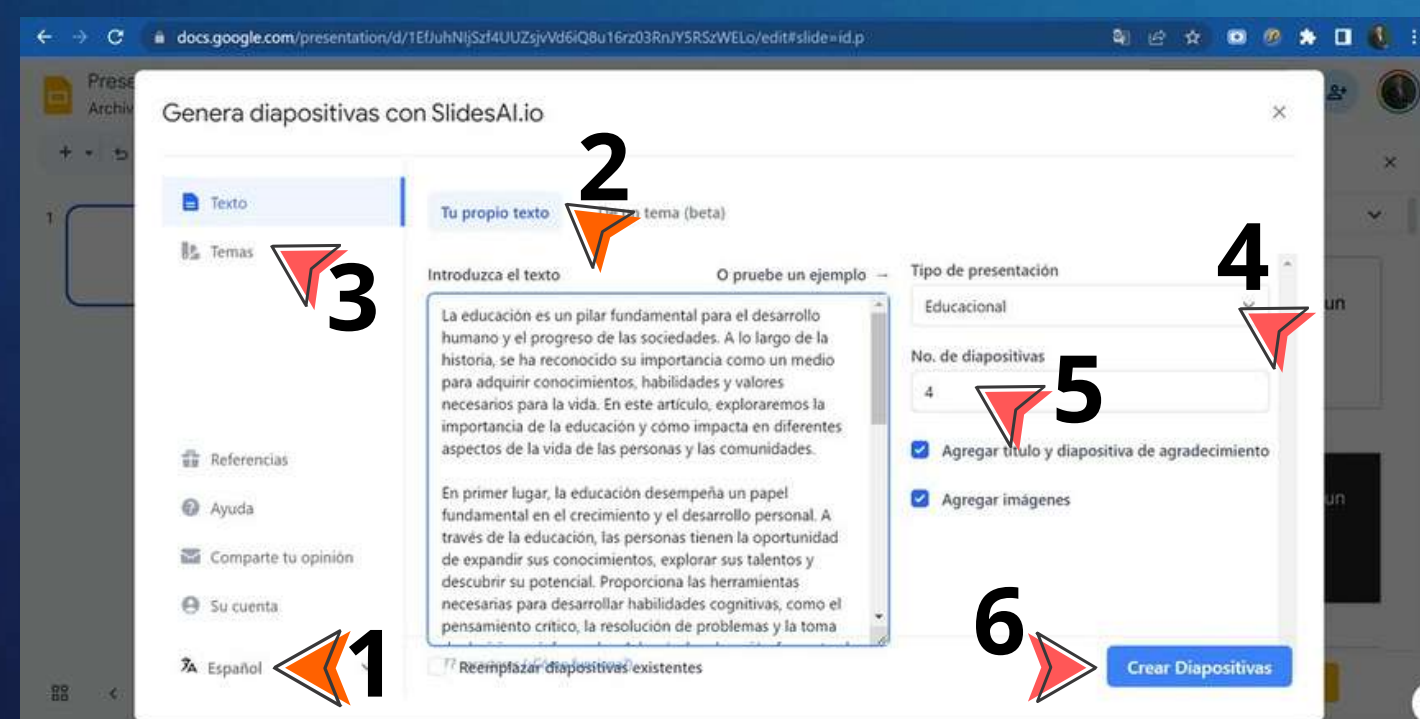 docs.google.com/presentation/d/1EfJuhNIjSzf4UUZsjvVd6iQ8u16rz03RnJY5RSzWELo/edit#slide=id.p
Prese
Archiv
Genera diapositivas con SlidesAI.io
2
Texto
Tu propio texto
tema (beta)
1
Temas
3
4
Introduzca el texto
O pruebe un ejemplo →
Tipo de presentación
Educacional
un
La educación es un pilar fundamental para el desarrollo
humano y el progreso de las sociedades. A lo largo de la
historia, se ha reconocido su importancia como un medio
para adquirir conocimientos, habilidades y valores
necesarios para la vida. En este artículo, exploraremos la
importancia de la educación y cómo impacta en diferentes
aspectos de la vida de las personas y las comunidades.
No. de diapositivas
4
5
Agregar título y diapositiva de agradecimiento
Agregar imágenes
un
Referencias
Ayuda
Comparte tu opinión
Su cuenta
En primer lugar, la educación desempeña un papel
fundamental en el crecimiento y el desarrollo personal. A
través de la educación, las personas tienen la oportunidad
de expandir sus conocimientos, explorar sus talentos y
descubrir su potencial. Proporciona las herramientas
necesarias para desarrollar habilidades cognitivas, como el
pensamiento crítico, la resolución de problemas y la toma
6
Español
1
Reemplazar diapositivas existentes
Crear Diapositivas